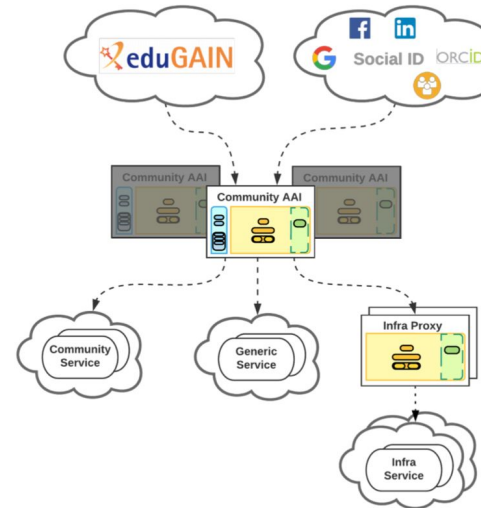 eduGAIN
Social ID
ORCiD
Community AAI
Community AAI
Community AAI
Community
Service
Generic
Service
Infra Proxy
Infra
Service